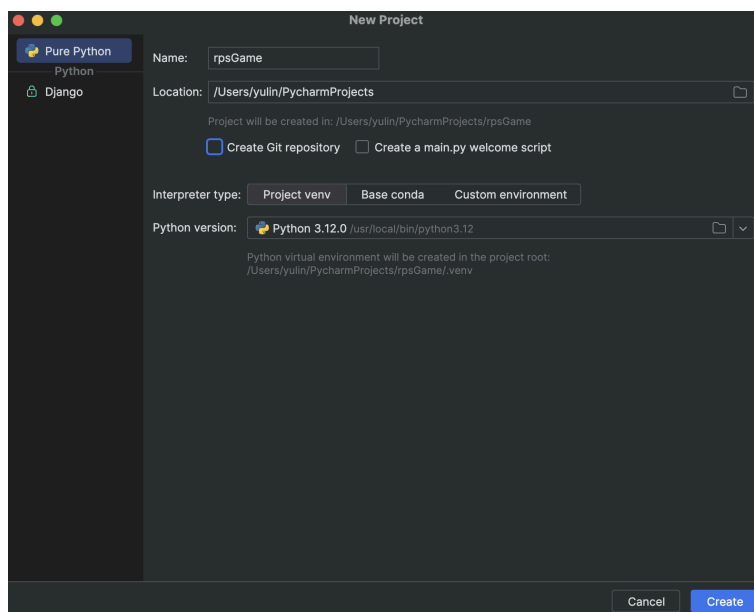 New Project
Pure Python
Python
Django
Name: rpsGame
Location: /Users/yulin/PycharmProjects
Project will be created in: /Users/yulin/PycharmProjects/rpsGame
Create Git repository Create a main.py welcome script
Interpreter type: Project venv Base conda Custom environment
Python version: Python 3.12.0 /usr/local/bin/python3.12
Python virtual environment will be created in the project root:
/Users/yulin/PycharmProjects/rpsGame/.venv
Cancel Create